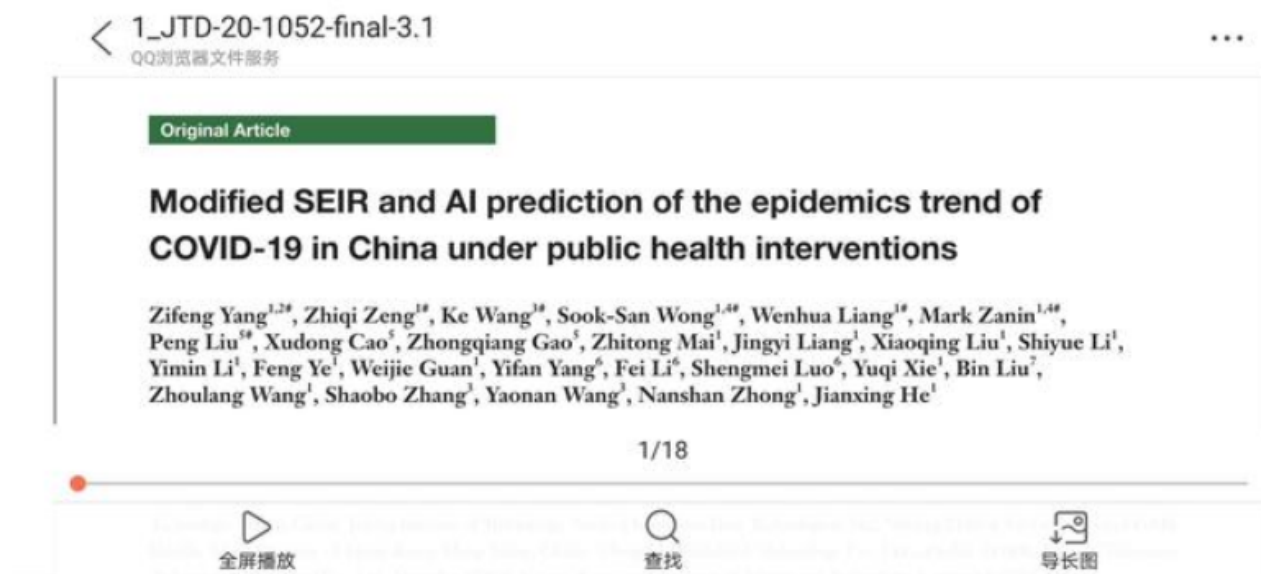 1_JTD-20-1052-final-3.1
QQ浏览器文件服务
Original Article
Modified SEIR and AI prediction of the epidemics trend of
COVID-19 in China under public health interventions
Zifeng Yang1,2#, Zhiqi Zeng1#, Ke Wang3#, Sook-San Wong1,4#, Wenhua Liang1#, Mark Zanin1,4#,
Peng Liu5#, Xudong Cao5, Zhongqiang Gao5, Zhitong Mai1, Jingyi Liang1, Xiaoqing Liu1, Shiyue Li1,
Yimin Li1, Feng Ye1, Weijie Guan1, Yifan Yang6, Fei Li6, Shengmei Luo6, Yuqi Xie1, Bin Liu7,
Zhoulang Wang1, Shaobo Zhang3, Yaonan Wang3, Nanshan Zhong1, Jianxing He1
1/18
全屏播放
查找
导长图